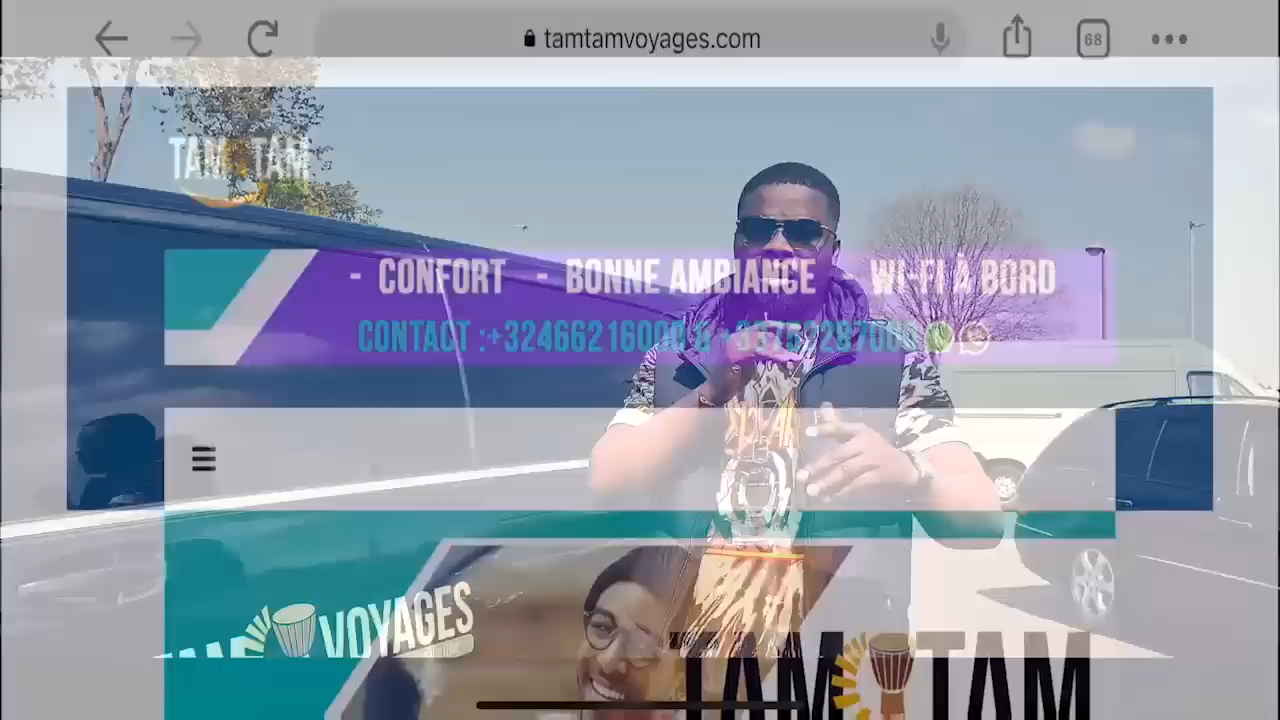 tamtamvoyages.com
68
TAM TAM
- CONFORT - BONNE AMBIANCE - WI-FI À BORD
CONTACT :+32466216000 &
VOYAGES
TAM TAM